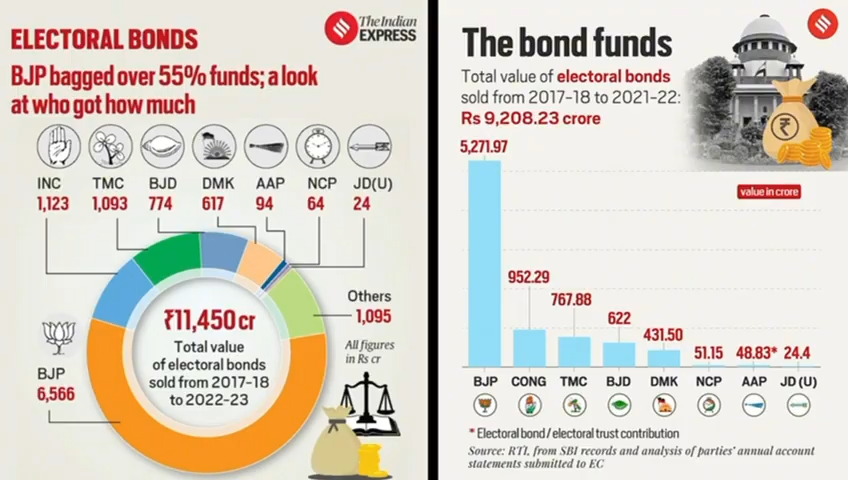 ELECTORAL BONDS
The Indian
EXPRESS
BJP bagged over 55% funds; a look
at who got how much
INC TMC BJD DMK AAP NCP JD(U)
1,123 1,093 774 617 94 64 24
₹11,450 cr
Total value
of electoral bonds
sold from 2017-18
to 2022-23
Others
1,095
All figures
in Rs cr
BJP
6,566
The bond funds
Total value of electoral bonds
sold from 2017-18 to 2021-22:
Rs 9,208.23 crore
value in crore
5,271.97
952.29
767.88
622
431.50
51.15
48.83*
24.4
BJP CONG TMC BJD DMK NCP AAP JD (U)
* Electoral bond / electoral trust contribution
Source: RTI, from SBI records and analysis of parties' annual account
statements submitted to EC